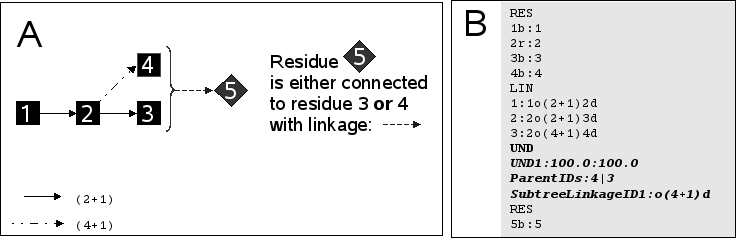 A
4
5
1
2
3
Residue 5
is either connected
to residue 3 or 4
with linkage:
(2+1)
(4+1)
B
RES
1b:1
2r:2
3b:3
4b:4
LIN
1:1o(2+1)2d
2:2o(2+1)3d
3:2o(4+1)4d
UND
UND1:100.0:100.0
ParentIDs:4|3
SubtreeLinkageID1:o(4+1)d
RES
5b:5